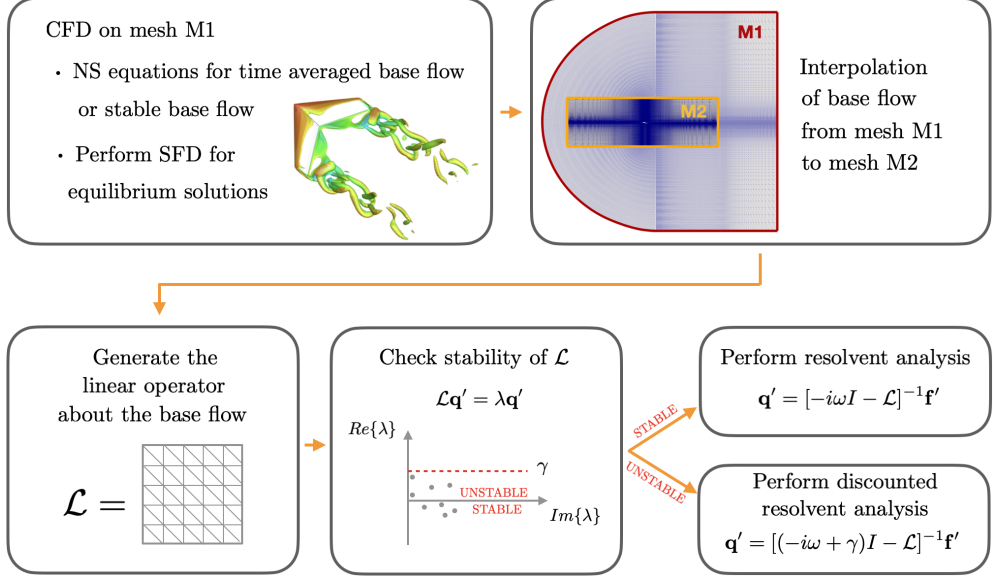 CFD on mesh M1
· NS equations for time averaged base flow
or stable base flow
· Perform SFD for
equilibrium solutions
M1
M2
Interpolation
of base flow
from mesh M1
to mesh M2
Generate the
linear operator
about the base flow
ℒ =
Check stability of ℒ
ℒq′ = λq′
Re{λ}
γ
UNSTABLE
STABLE
Im{λ}
STABLE
UNSTABLE
Perform resolvent analysis
q′ = [−iωI − ℒ]⁻¹f′
Perform discounted
resolvent analysis
q′ = [(−iω + γ)I − ℒ]⁻¹f′